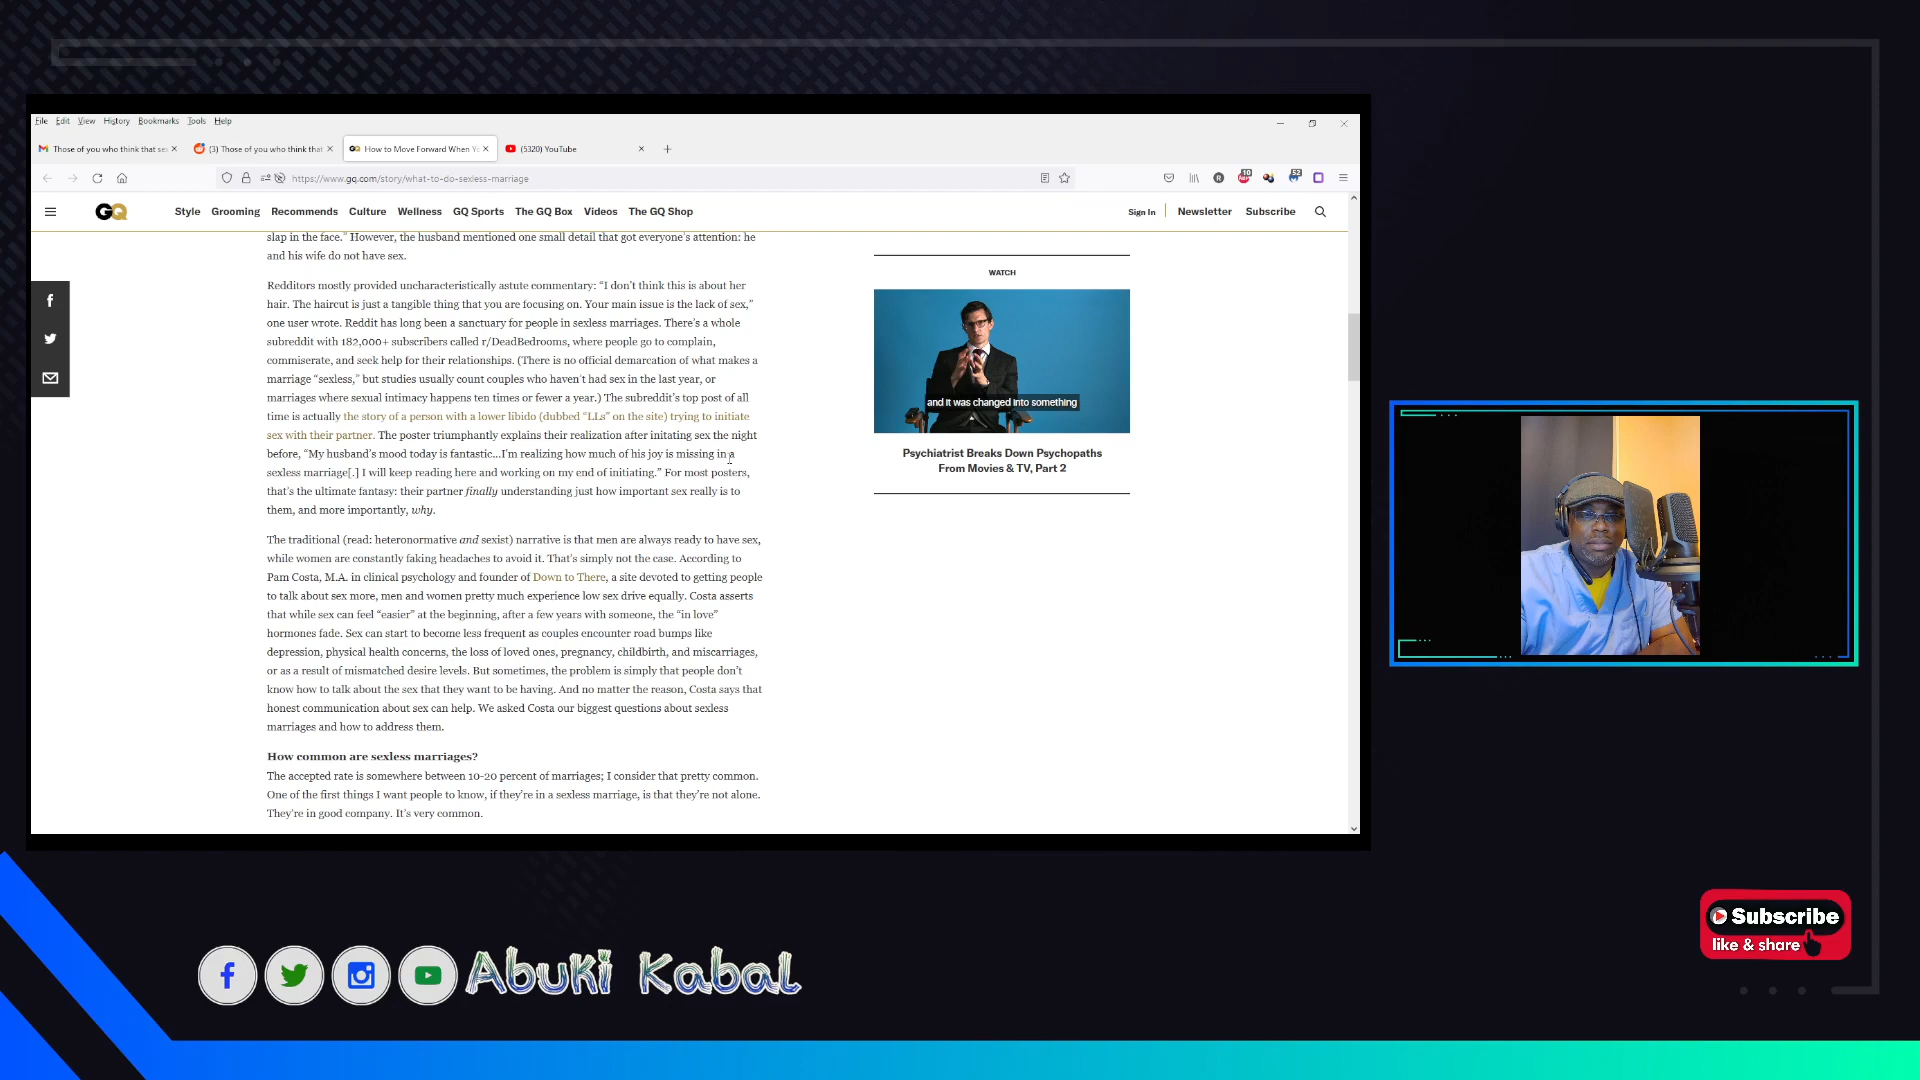 File Edit View History Bookmarks Tools Help
Those of you who think that se
(3) Those of you who think that
GQ How to Move Forward When Yo
(5320) YouTube
https://www.gq.com/story/what-to-do-sexless-marriage
10
52
GQ
Style Grooming Recommends Culture Wellness GQ Sports The GQ Box Videos The GQ Shop
Sign In Newsletter Subscribe
slap in the face.” However, the husband mentioned one small detail that got everyone’s attention: he
and his wife do not have sex.
Redditors mostly provided uncharacteristically astute commentary: “I don’t think this is about her
hair. The haircut is just a tangible thing that you are focusing on. Your main issue is the lack of sex,”
one user wrote. Reddit has long been a sanctuary for people in sexless marriages. There’s a whole
subreddit with 182,000+ subscribers called r/DeadBedrooms, where people go to complain,
commiserate, and seek help for their relationships. (There is no official demarcation of what makes a
marriage “sexless,” but studies usually count couples who haven’t had sex in the last year, or
marriages where sexual intimacy happens ten times or fewer a year.) The subreddit’s top post of all
time is actually the story of a person with a lower libido (dubbed “LLs” on the site) trying to initiate
sex with their partner. The poster triumphantly explains their realization after initating sex the night
before, “My husband’s mood today is fantastic…I’m realizing how much of his joy is missing in a
sexless marriage[.] I will keep reading here and working on my end of initiating.” For most posters,
that’s the ultimate fantasy: their partner finally understanding just how important sex really is to
them, and more importantly, why.
The traditional (read: heteronormative and sexist) narrative is that men are always ready to have sex,
while women are constantly faking headaches to avoid it. That’s simply not the case. According to
Pam Costa, M.A. in clinical psychology and founder of Down to There, a site devoted to getting people
to talk about sex more, men and women pretty much experience low sex drive equally. Costa asserts
that while sex can feel “easier” at the beginning, after a few years with someone, the “in love”
hormones fade. Sex can start to become less frequent as couples encounter road bumps like
depression, physical health concerns, the loss of loved ones, pregnancy, childbirth, and miscarriages,
or as a result of mismatched desire levels. But sometimes, the problem is simply that people don’t
know how to talk about the sex that they want to be having. And no matter the reason, Costa says that
honest communication about sex can help. We asked Costa our biggest questions about sexless
marriages and how to address them.
How common are sexless marriages?
The accepted rate is somewhere between 10-20 percent of marriages; I consider that pretty common.
One of the first things I want people to know, if they’re in a sexless marriage, is that they’re not alone.
They’re in good company. It’s very common.
WATCH
and it was changed into something
Psychiatrist Breaks Down Psychopaths
From Movies & TV, Part 2
Subscribe
like & share
Abuki Kabal